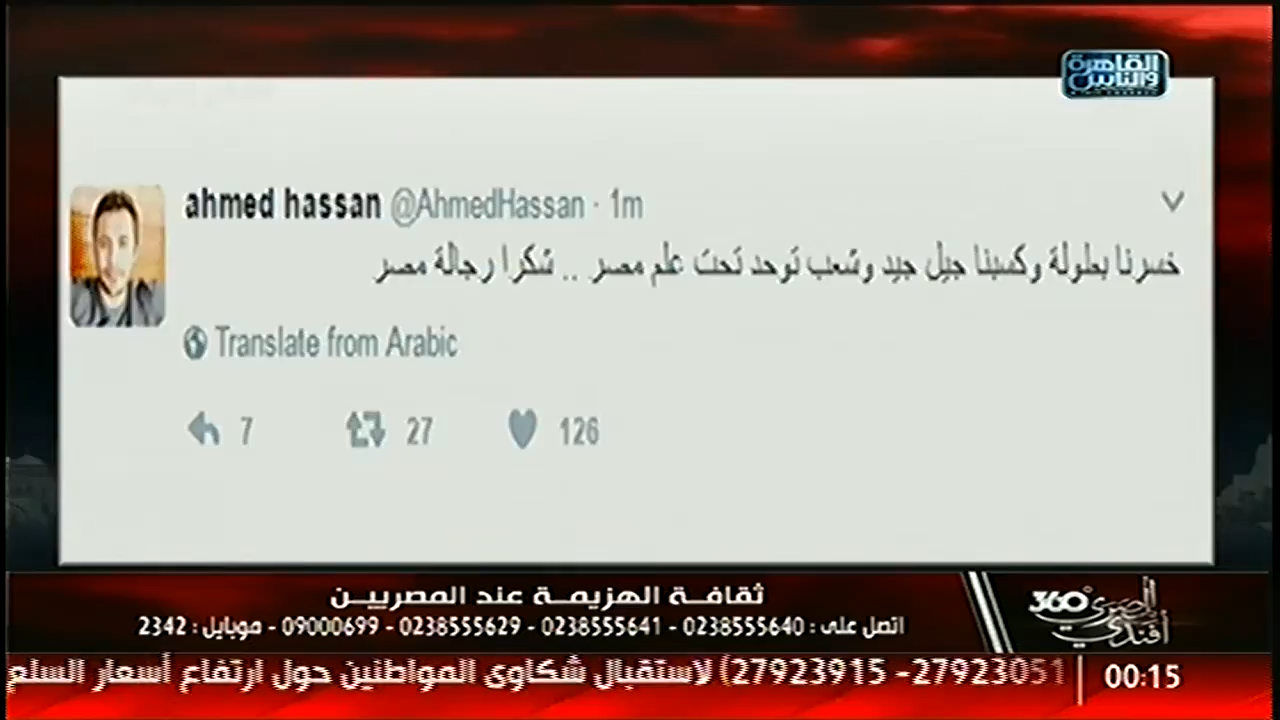 القاهرة
والناس
ahmed hassan @AhmedHassan · 1m
خسرنا بطولة وكسبنا جيل جيد وشعب توحد تحت علم مصر .. شكرا رجالة مصر
Translate from Arabic
7 27 126
ثقافة الهزيمة عند المصريين
المصري 360°
أفندي
اتصل على : 0238555640 - 0238555641 - 0238555629 - 09000699 - موبايل : 2342
27923051 -27923915) لاستقبال شكاوى المواطنين حول ارتفاع أسعار السلع
00:15